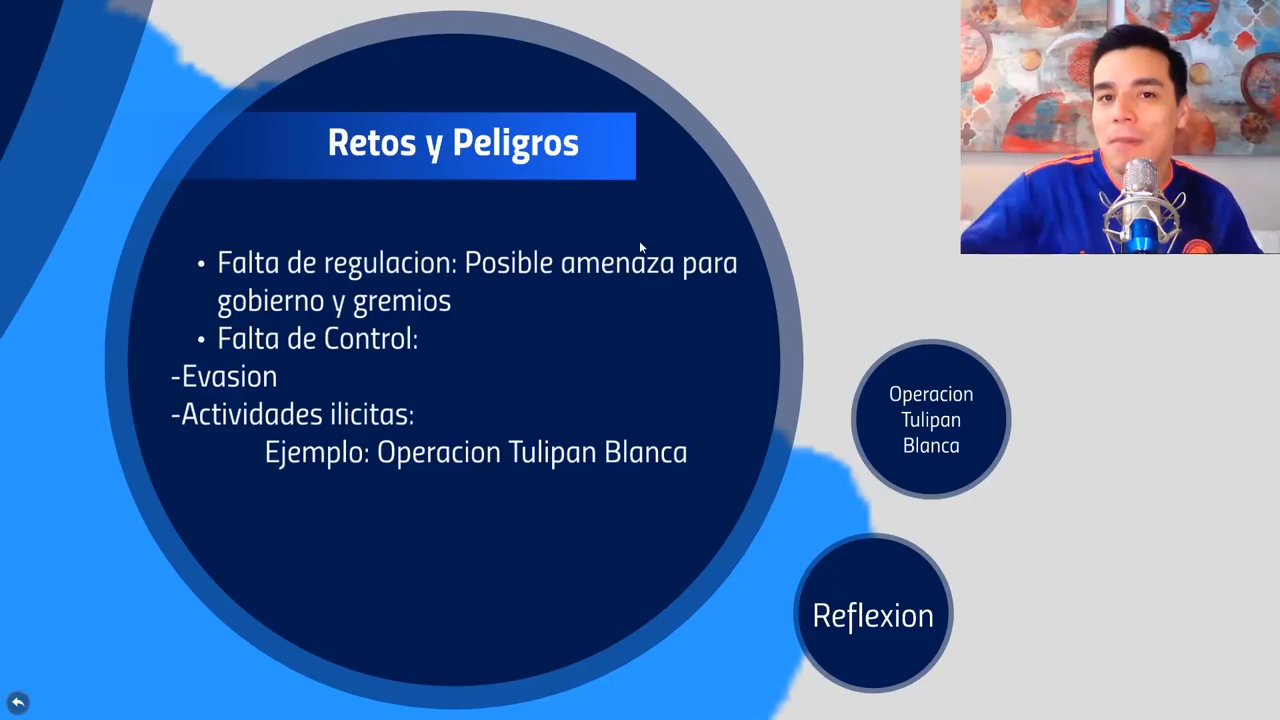 Retos y Peligros
• Falta de regulacion: Posible amenaza para
gobierno y gremios
• Falta de Control:
-Evasion
-Actividades ilicitas:
Ejemplo: Operacion Tulipan Blanca
Operacion
Tulipan
Blanca
Reflexion